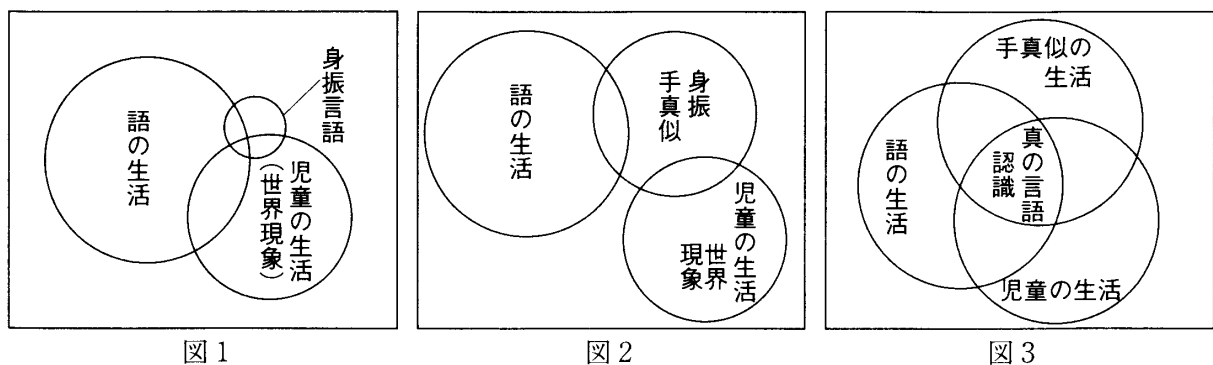 語の生活
身振言語
児童の生活
（世界現象）
図1
語の生活
身振
手真似
児童の生活
世界
現象
図2
手真似の
生活
語の生活
真の言語
認識
児童の生活
図3